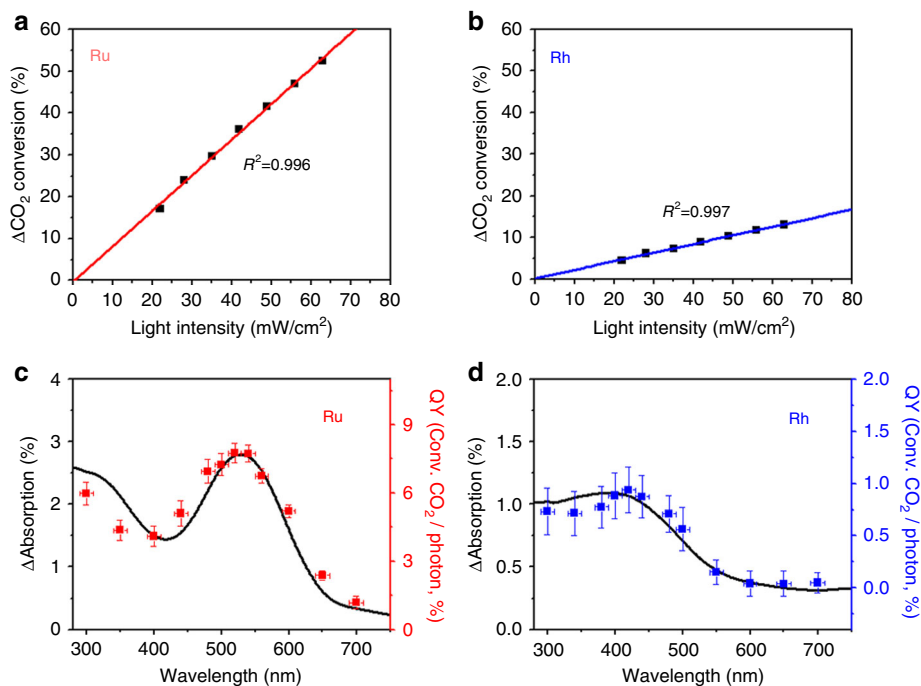 a
60
50
40
30
20
10
0
ΔCO₂ conversion (%)
Ru
R²=0.996
0 10 20 30 40 50 60 70 80
Light intensity (mW/cm²)
b
60
50
40
30
20
10
0
ΔCO₂ conversion (%)
Rh
R²=0.997
0 10 20 30 40 50 60 70 80
Light intensity (mW/cm²)
c
4
3
2
1
0
ΔAbsorption (%)
Ru
9
6
3
0
QY (Conv. CO₂ / photon, %)
300 400 500 600 700
Wavelength (nm)
d
2.0
1.5
1.0
0.5
0.0
ΔAbsorption (%)
Rh
2.0
1.5
1.0
0.5
0.0
QY (Conv. CO₂ / photon, %)
300 400 500 600 700
Wavelength (nm)